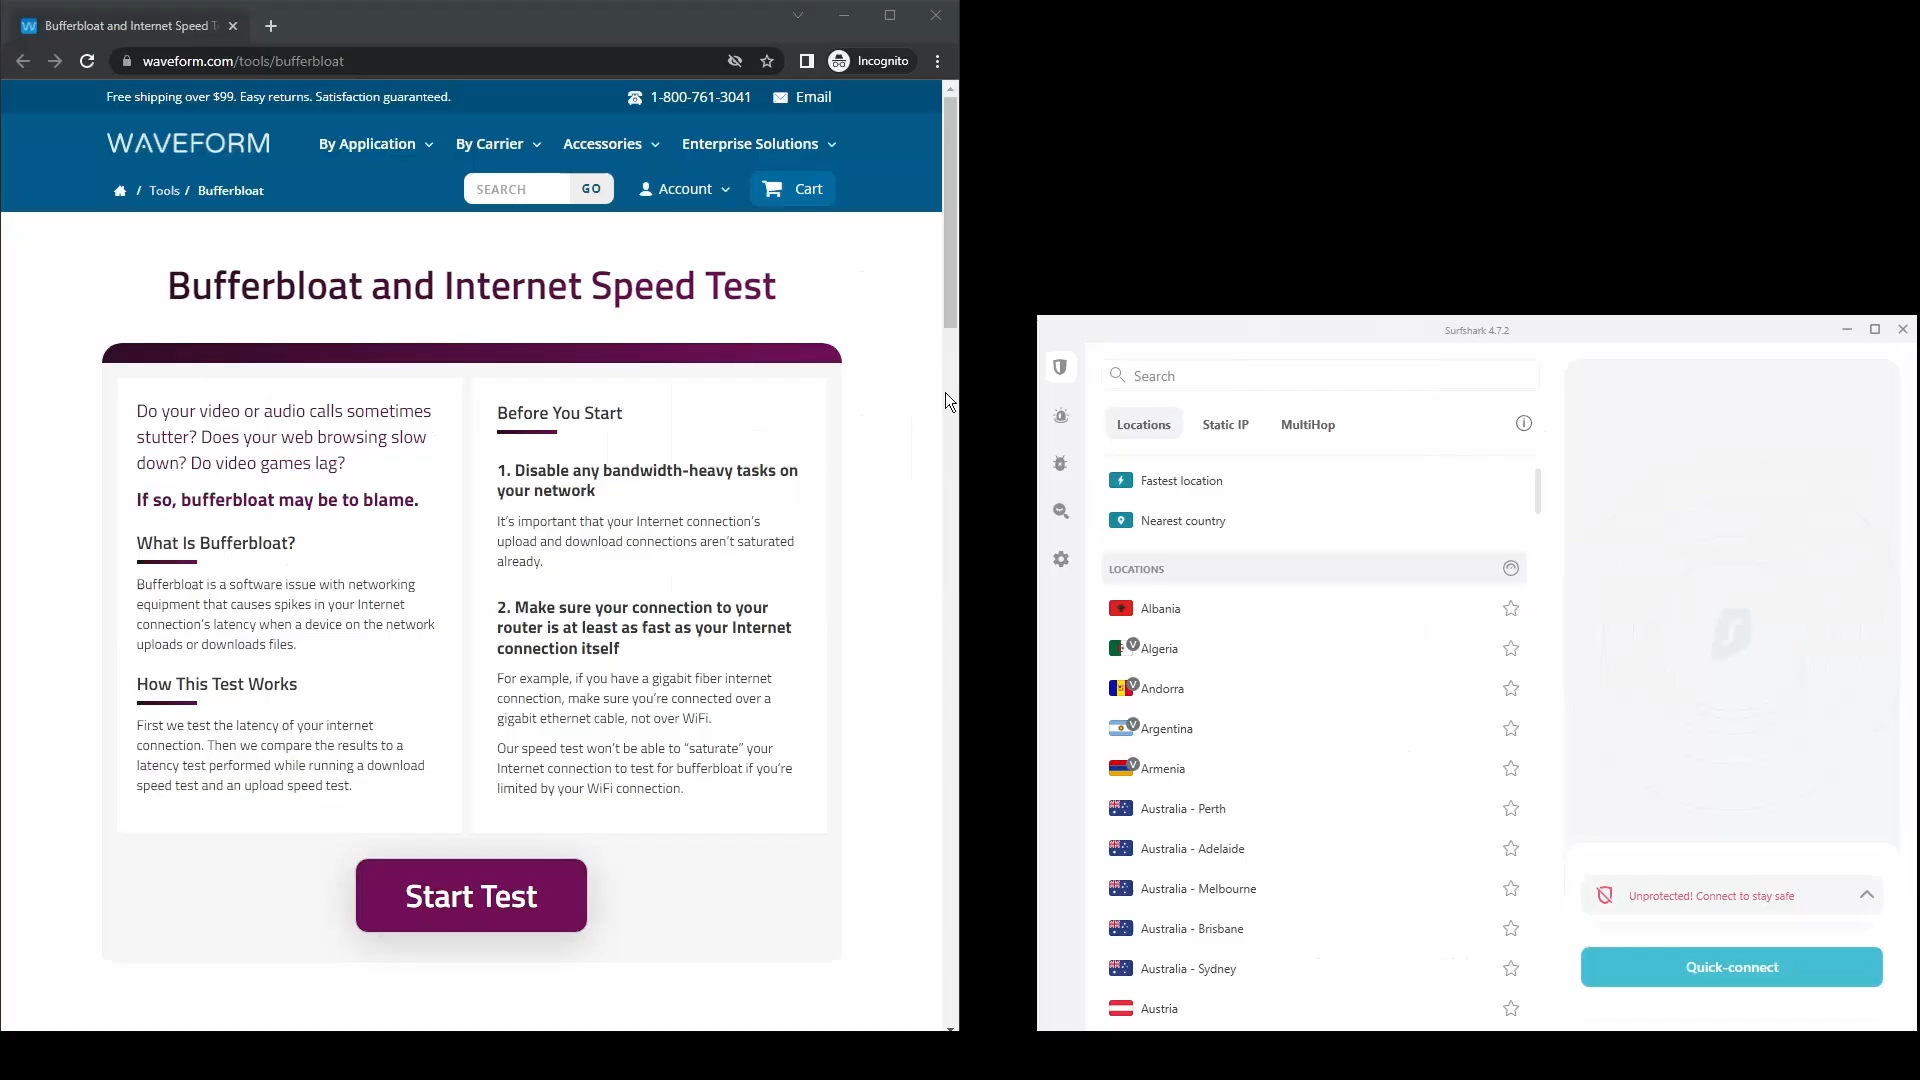 Bufferbloat and Internet Speed T
waveform.com/tools/bufferbloat
Incognito
Free shipping over $99. Easy returns. Satisfaction guaranteed.
1-800-761-3041
Email
WAVEFORM
By Application
By Carrier
Accessories
Enterprise Solutions
/ Tools / Bufferbloat
SEARCH
GO
Account
Cart
Bufferbloat and Internet Speed Test
Do your video or audio calls sometimes
stutter? Does your web browsing slow
down? Do video games lag?
If so, bufferbloat may be to blame.
What Is Bufferbloat?
Bufferbloat is a software issue with networking
equipment that causes spikes in your Internet
connection’s latency when a device on the network
uploads or downloads files.
How This Test Works
First we test the latency of your internet
connection. Then we compare the results to a
latency test performed while running a download
speed test and an upload speed test.
Before You Start
1. Disable any bandwidth-heavy tasks on
your network
It’s important that your Internet connection’s
upload and download connections aren’t saturated
already.
2. Make sure your connection to your
router is at least as fast as your Internet
connection itself
For example, if you have a gigabit fiber internet
connection, make sure you’re connected over a
gigabit ethernet cable, not over WiFi.
Our speed test won’t be able to “saturate” your
Internet connection to test for bufferbloat if you’re
limited by your WiFi connection.
Start Test
Surfshark 4.7.2
Search
Locations
Static IP
MultiHop
Fastest location
Nearest country
LOCATIONS
Albania
V Algeria
V Andorra
V Argentina
V Armenia
Australia - Perth
Australia - Adelaide
Australia - Melbourne
Australia - Brisbane
Australia - Sydney
Austria
Unprotected! Connect to stay safe
Quick-connect